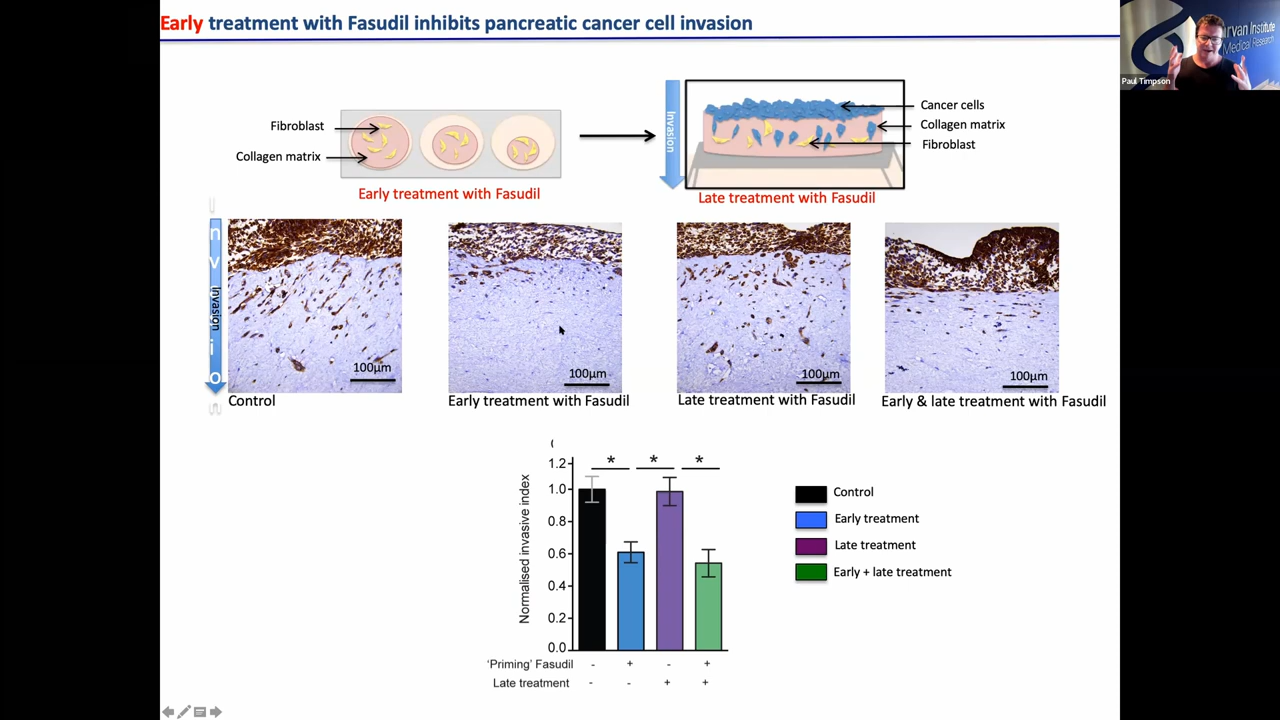 Early treatment with Fasudil inhibits pancreatic cancer cell invasion
rvan Institute
Medical Research
Paul Timpson
Fibroblast
Collagen matrix
Early treatment with Fasudil
Invasion
Cancer cells
Collagen matrix
Fibroblast
Late treatment with Fasudil
I
n
v
Invasion
i
o
n
100µm
100µm
100µm
100µm
Control
Early treatment with Fasudil
Late treatment with Fasudil
Early & late treatment with Fasudil
Normalised invasive index
1.2
1.0
0.8
0.6
0.4
0.2
0.0
* * *
'Priming' Fasudil - + - +
Late treatment - - + +
Control
Early treatment
Late treatment
Early + late treatment